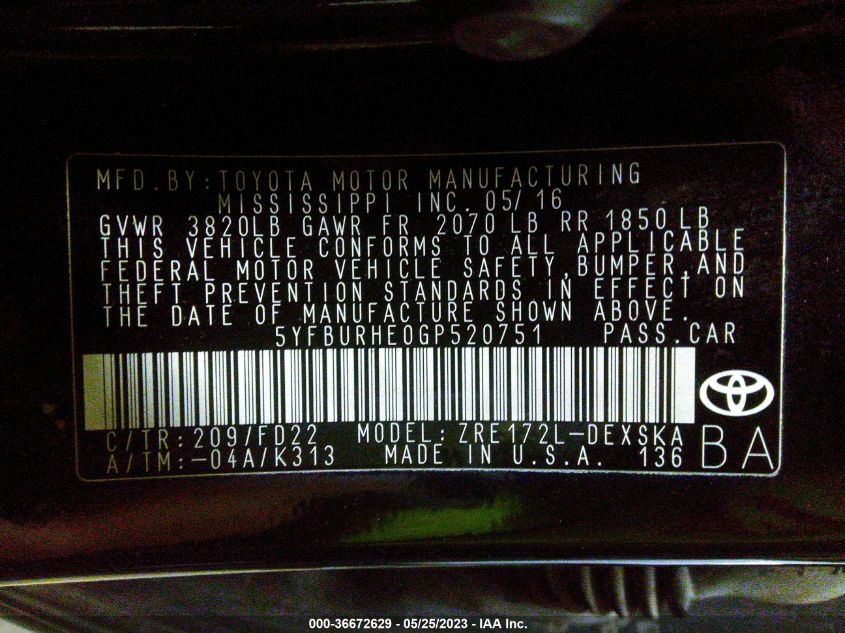 MFD.BY:TOYOTA MOTOR MANUFACTURING
MISSISSIPPI INC. 05/16
GVWR 3820LB GAWR FR 2070 LB RR 1850 LB
THIS VEHICLE CONFORMS TO ALL APPLICABLE
FEDERAL MOTOR VEHICLE SAFETY,BUMPER,AND
THEFT PREVENTION STANDARDS IN EFFECT ON
THE DATE OF MANUFACTURE SHOWN ABOVE.
5YFBURHE0GP520751 PASS.CAR
C/TR:209/FD22 MODEL:ZRE172L-DEXSKA
A/TM:-04A/K313 MADE IN U.S.A. 136 BA
000-36672629 - 05/25/2023 - IAA Inc.